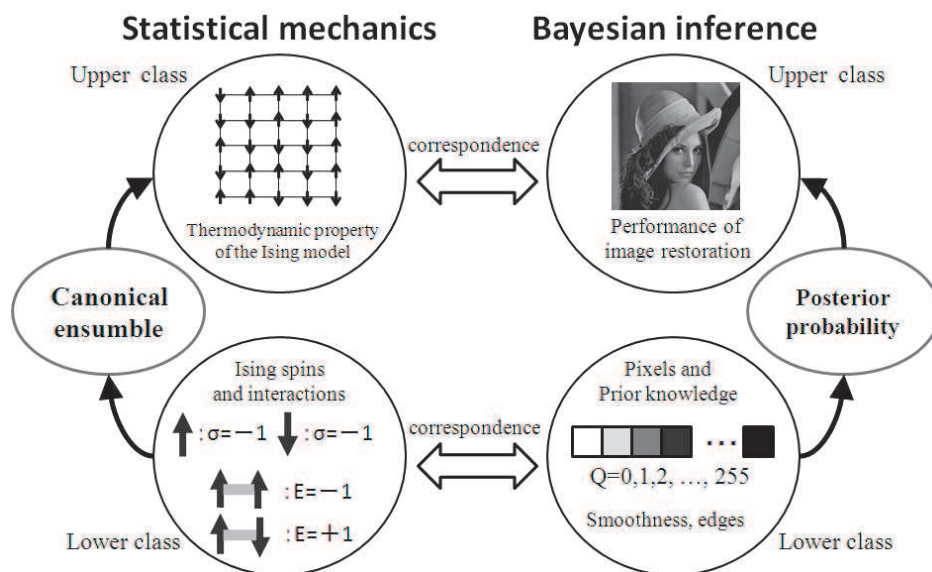 Statistical mechanics
Bayesian inference
Upper class
Upper class
correspondence
Thermodynamic property
of the Ising model
Performance of
image restoration
Canonical
ensumble
Posterior
probability
Ising spins
and interactions
:σ=−1 :σ=−1
:E=−1
:E=+1
correspondence
Pixels and
Prior knowledge
...
Q=0,1,2, ..., 255
Smoothness, edges
Lower class
Lower class